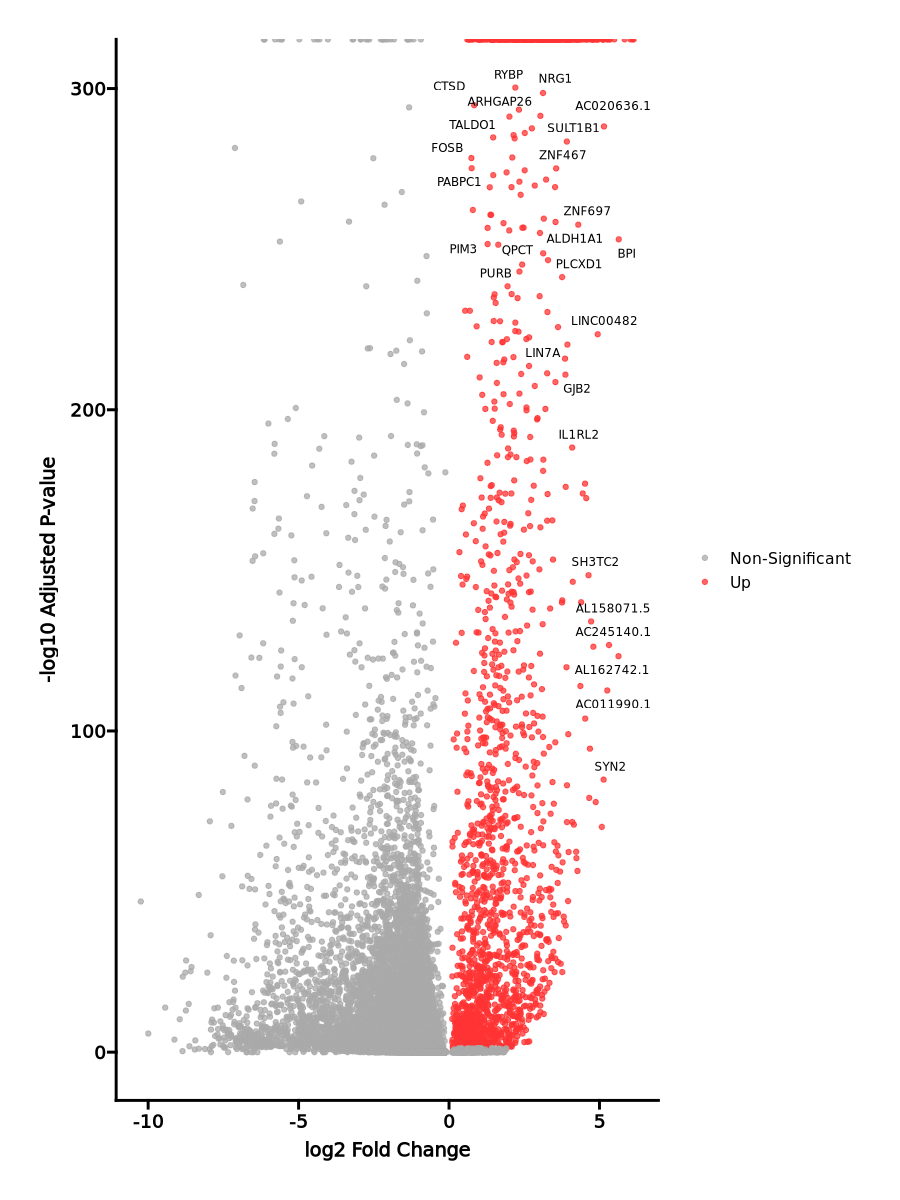 300
RYBP
NRG1
CTSD
ARHGAP26
AC020636.1
TALDO1
SULT1B1
FOSB
ZNF467
PABPC1
ZNF697
ALDH1A1
PIM3
QPCT
BPI
PLCXD1
PURB
LINC00482
LIN7A
GJB2
200
IL1RL2
SH3TC2
AL158071.5
AC245140.1
AL162742.1
AC011990.1
100
SYN2
0
-10
-5
0
5
log2 Fold Change
-log10 Adjusted P-value
Non-Significant
Up